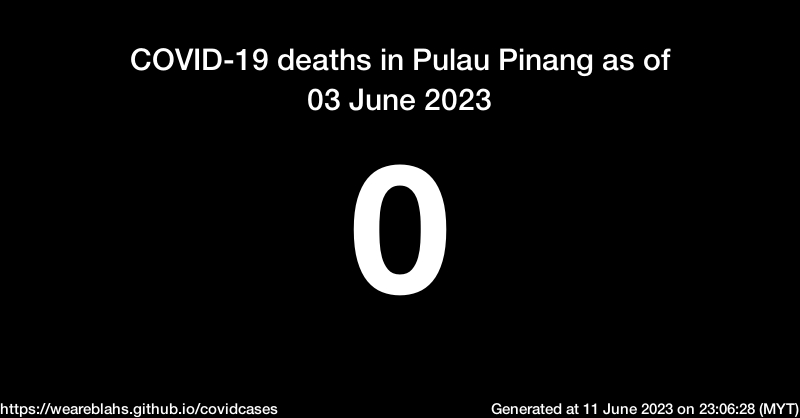 COVID-19 deaths in Pulau Pinang as of
03 June 2023
0
https://weareblahs.github.io/covidcases
Generated at 11 June 2023 on 23:06:28 (MYT)